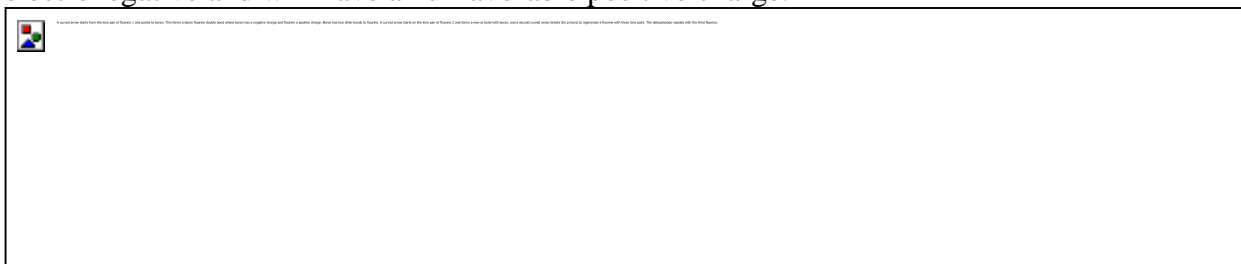 A curved arrow starts from the lone pair of fluorine 1 and points to boron. This forms a boron fluorine double bond where boron has a negative charge and fluorine a positive charge. Boron has two other bonds to fluorine. A curved arrow starts on the lone pair of fluorine 2 and forms a new pi bond with boron, and a second curved arrow breaks the pi bond to regenerate a fluorine with three lone pairs. The delocalization repeats with the third fluorine.